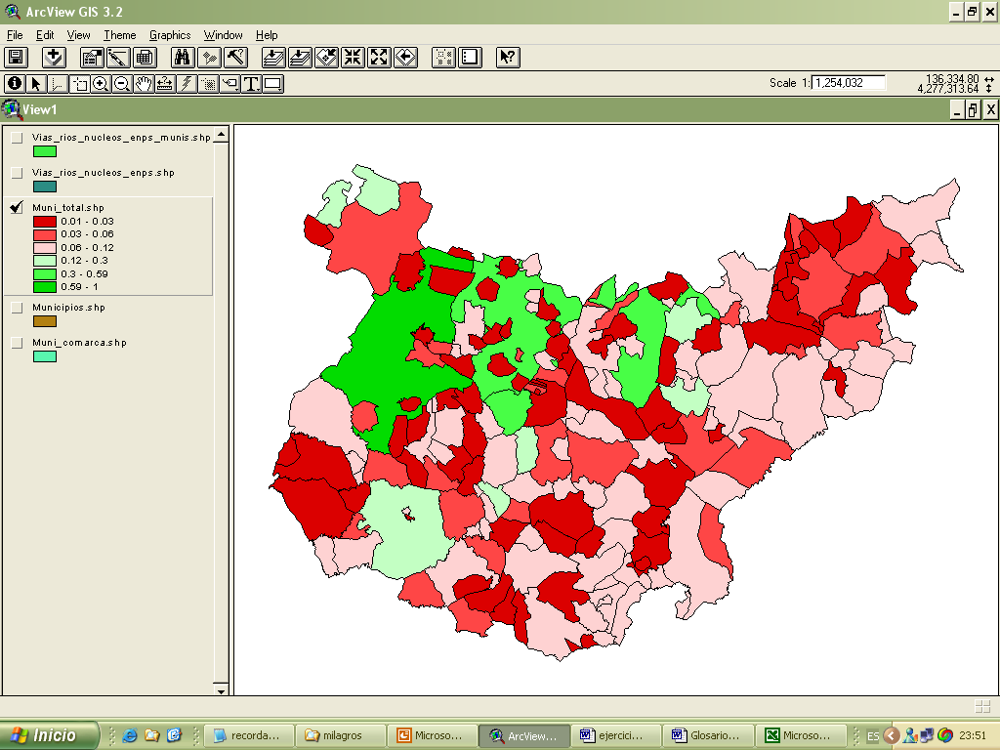 ArcView GIS 3.2
File Edit View Theme Graphics Window Help
Scale 1: 1,254,032
136,334.80
4,277,313.64
View1
Vias_rios_nucleos_enps_munis.shp
Vias_rios_nucleos_enps.shp
Muni_total.shp
0.01 - 0.03
0.03 - 0.06
0.06 - 0.12
0.12 - 0.3
0.3 - 0.59
0.59 - 1
Municipios.shp
Muni_comarca.shp
Inicio recorda... milagros Microso... ArcView... ejercici... Glosario... Microso... ES 23:51